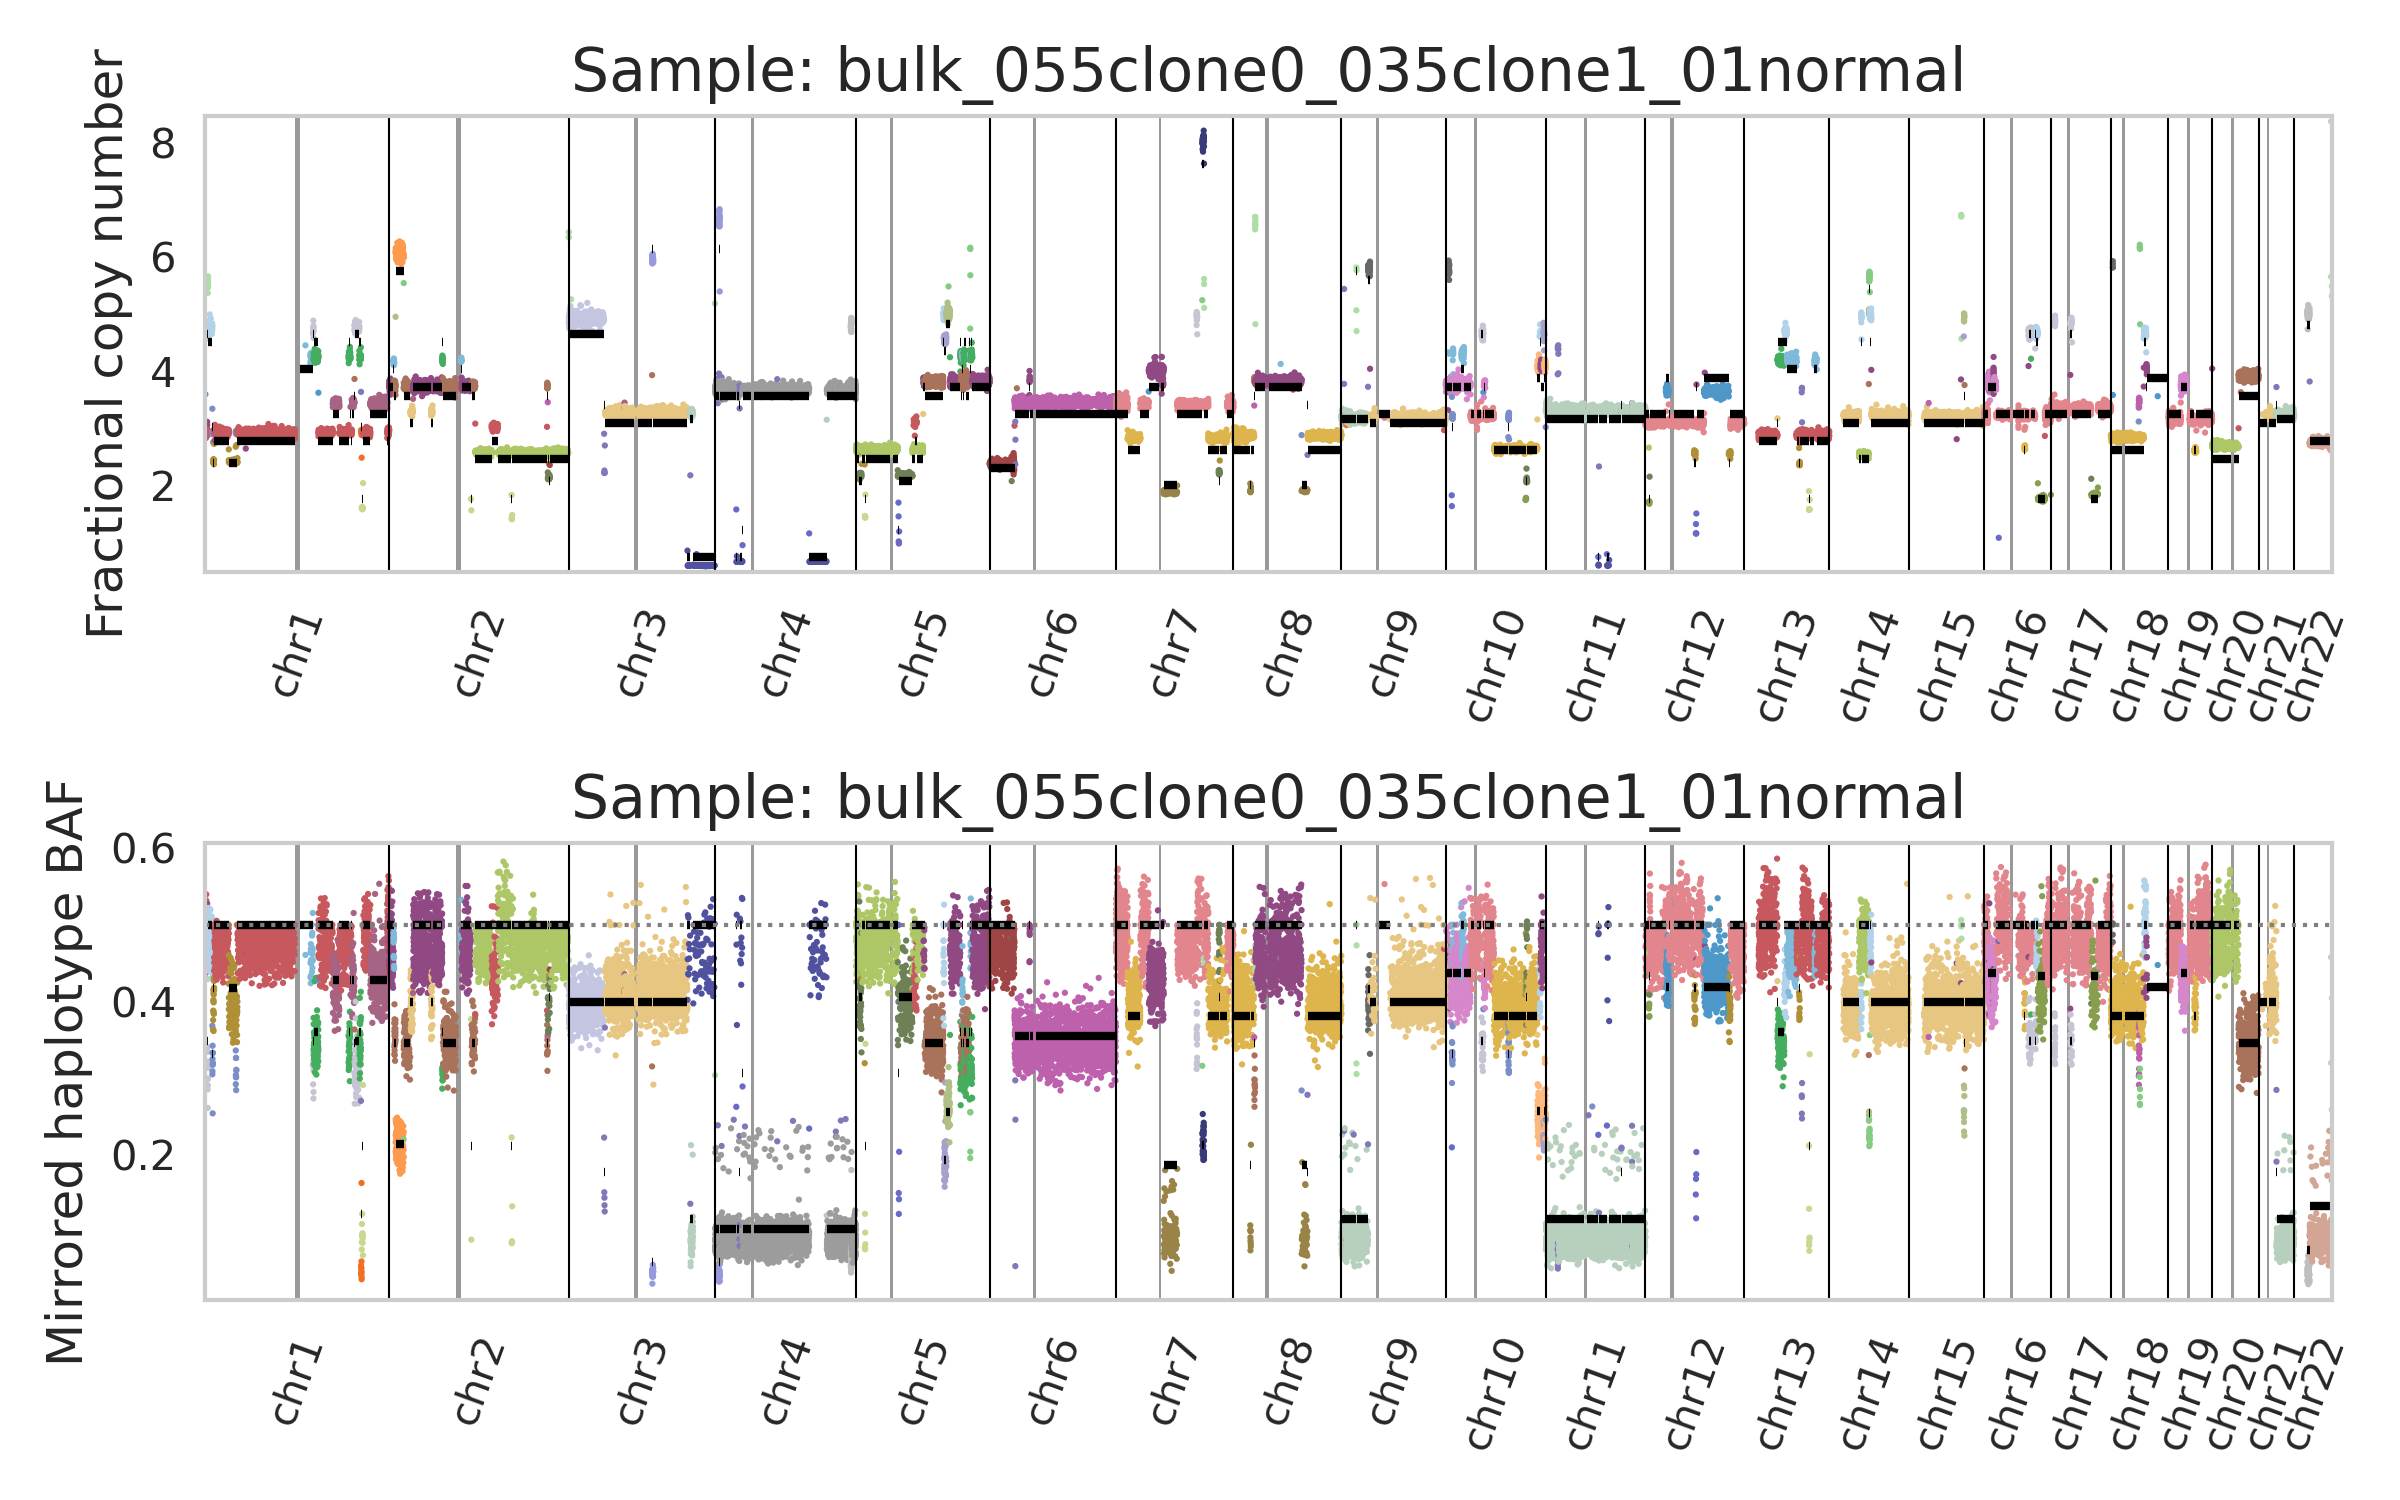 Sample: bulk_055clone0_035clone1_01normal
Fractional copy number
8
6
4
2
chr1
chr2
chr3
chr4
chr5
chr6
chr7
chr8
chr9
chr10
chr11
chr12
chr13
chr14
chr15
chr16
chr17
chr18
chr19
chr20
chr21
chr22
Sample: bulk_055clone0_035clone1_01normal
Mirrored haplotype BAF
0.6
0.4
0.2
chr1
chr2
chr3
chr4
chr5
chr6
chr7
chr8
chr9
chr10
chr11
chr12
chr13
chr14
chr15
chr16
chr17
chr18
chr19
chr20
chr21
chr22